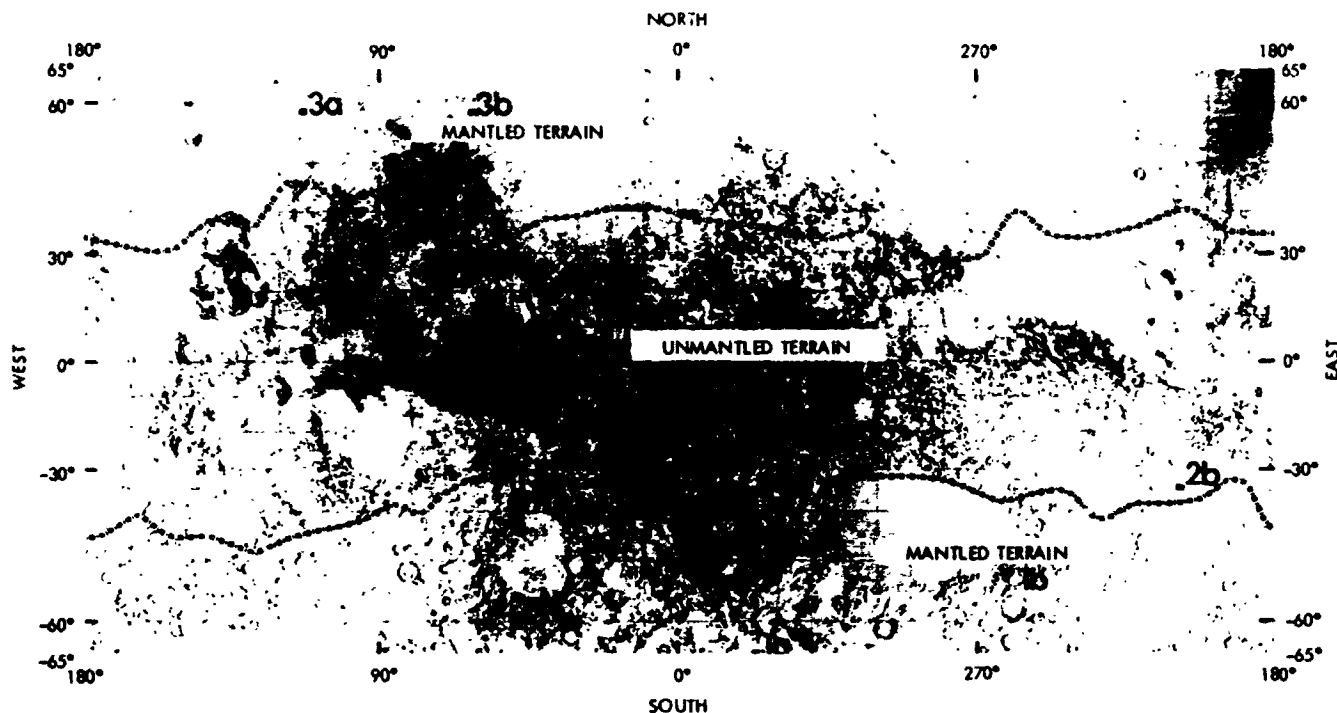 NORTH
180° 90° 0° 270° 180°
65° 65°
60° .3a .3b 60°
MANTLED TERRAIN
30° 30°
UNMANTLED TERRAIN
WEST 0° 0° EAST
-30° -30°
.2b
MANTLED TERRAIN
-60° -60°
-65° -65°
180° 90° 0° 270° 180°
SOUTH